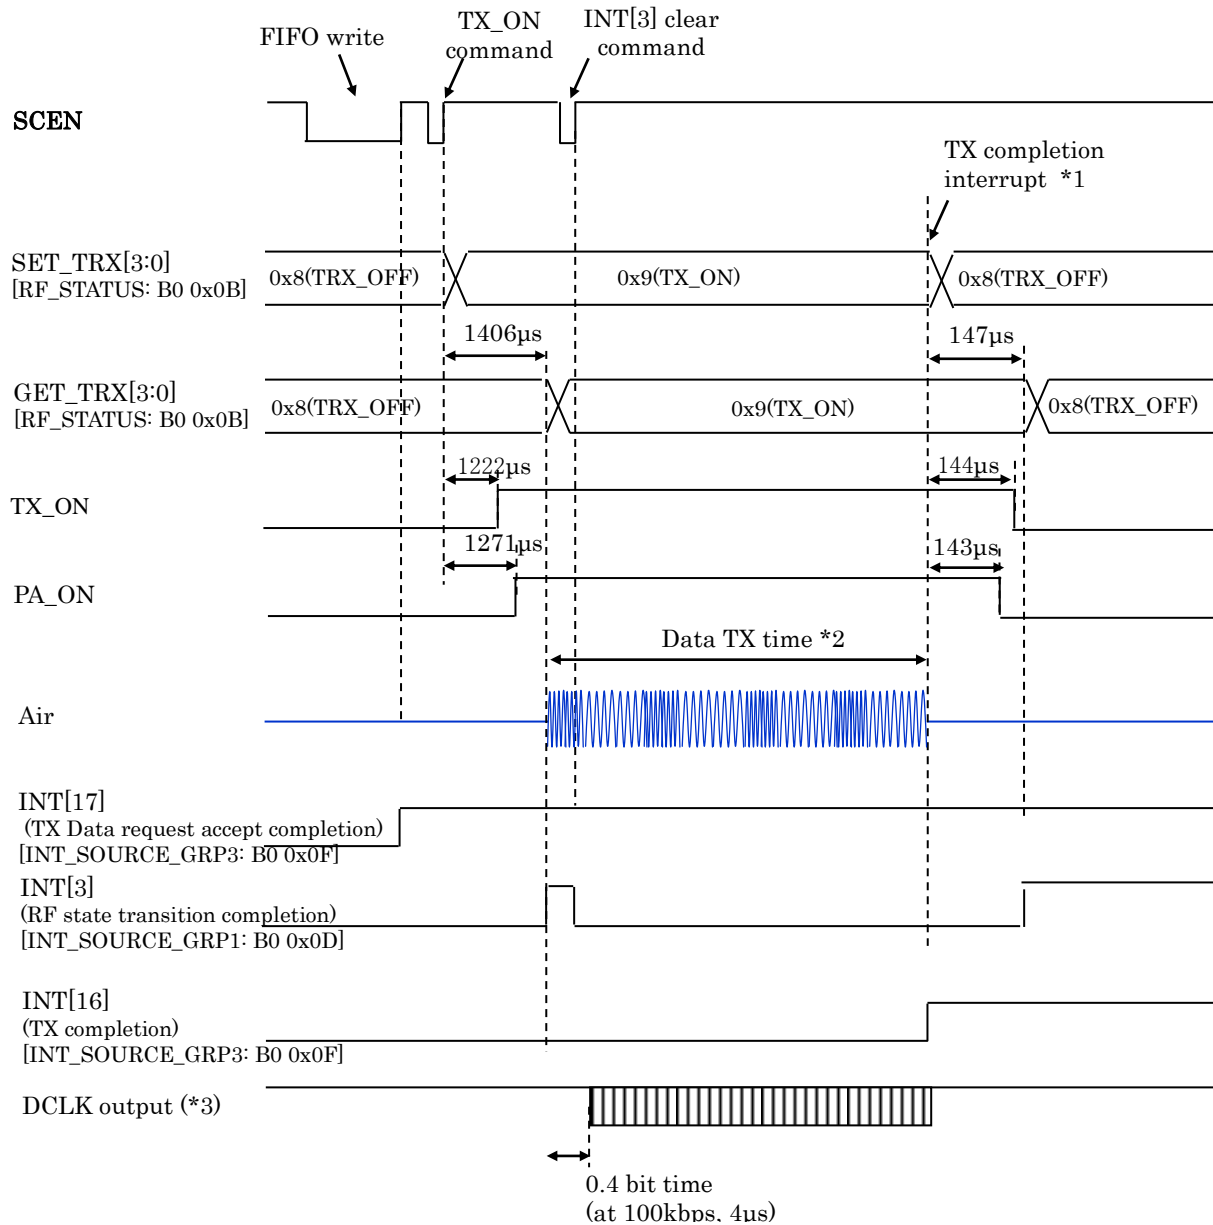 FIFO write
TX_ON
command
INT[3] clear
command
SCEN
TX completion
interrupt *1
SET_TRX[3:0]
[RF_STATUS: B0 0x0B]
0x8(TRX_OFF)
0x9(TX_ON)
0x8(TRX_OFF)
1406µs
147µs
GET_TRX[3:0]
[RF_STATUS: B0 0x0B]
0x8(TRX_OFF)
0x9(TX_ON)
0x8(TRX_OFF)
1222µs
144µs
TX_ON
1271µs
143µs
PA_ON
Data TX time *2
Air
INT[17]
(TX Data request accept completion)
[INT_SOURCE_GRP3: B0 0x0F]
INT[3]
(RF state transition completion)
[INT_SOURCE_GRP1: B0 0x0D]
INT[16]
(TX completion)
[INT_SOURCE_GRP3: B0 0x0F]
DCLK output (*3)
0.4 bit time
(at 100kbps, 4µs)